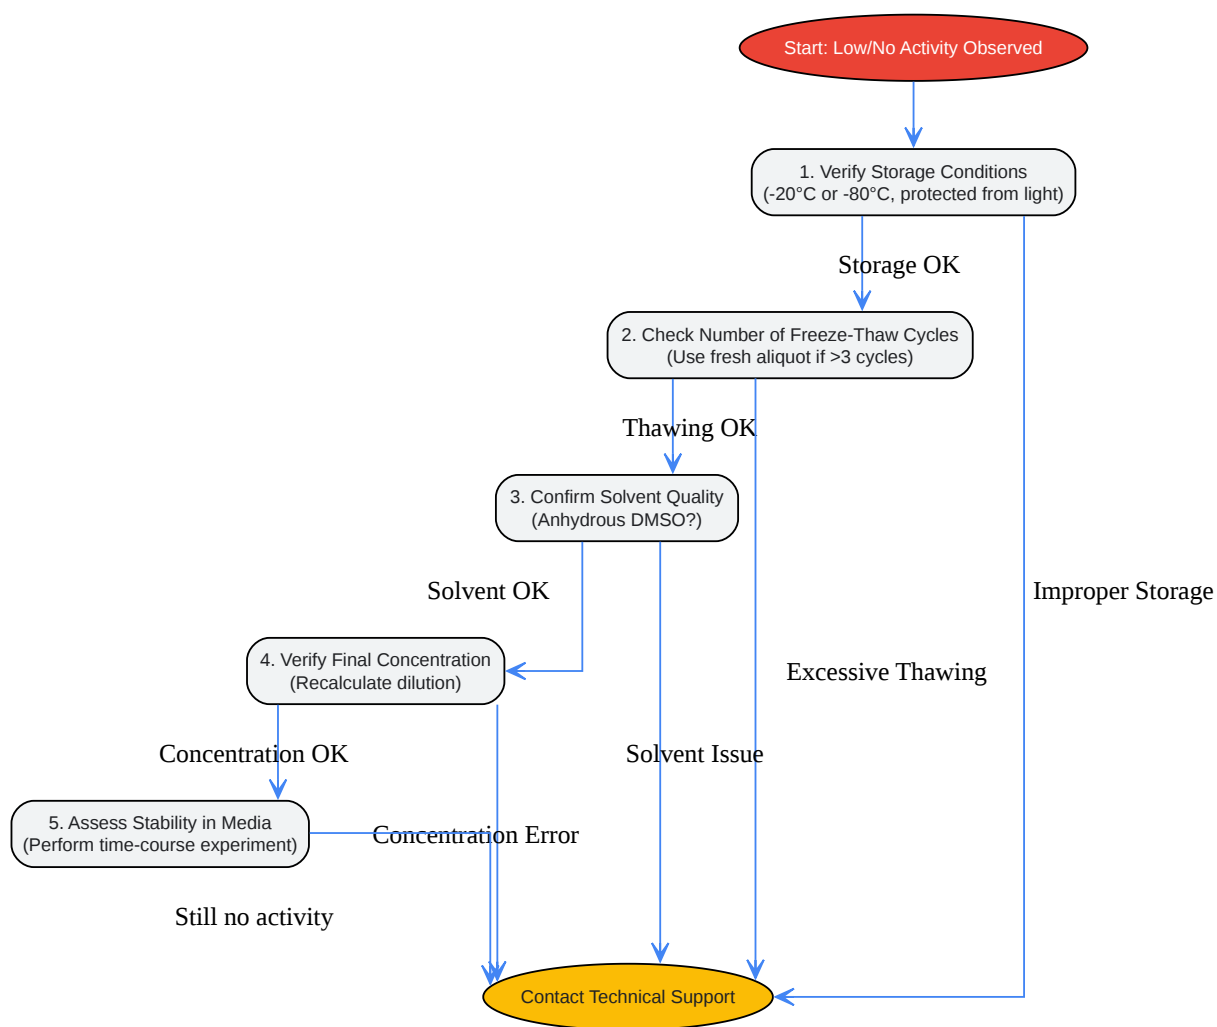 Start: Low/No Activity Observed
1. Verify Storage Conditions
(-20°C or -80°C, protected from light)
Storage OK
2. Check Number of Freeze-Thaw Cycles
(Use fresh aliquot if >3 cycles)
Thawing OK
3. Confirm Solvent Quality
(Anhydrous DMSO?)
Solvent OK
Improper Storage
4. Verify Final Concentration
(Recalculate dilution)
Excessive Thawing
Concentration OK
Solvent Issue
5. Assess Stability in Media
(Perform time-course experiment)
Concentration Error
Still no activity
Contact Technical Support